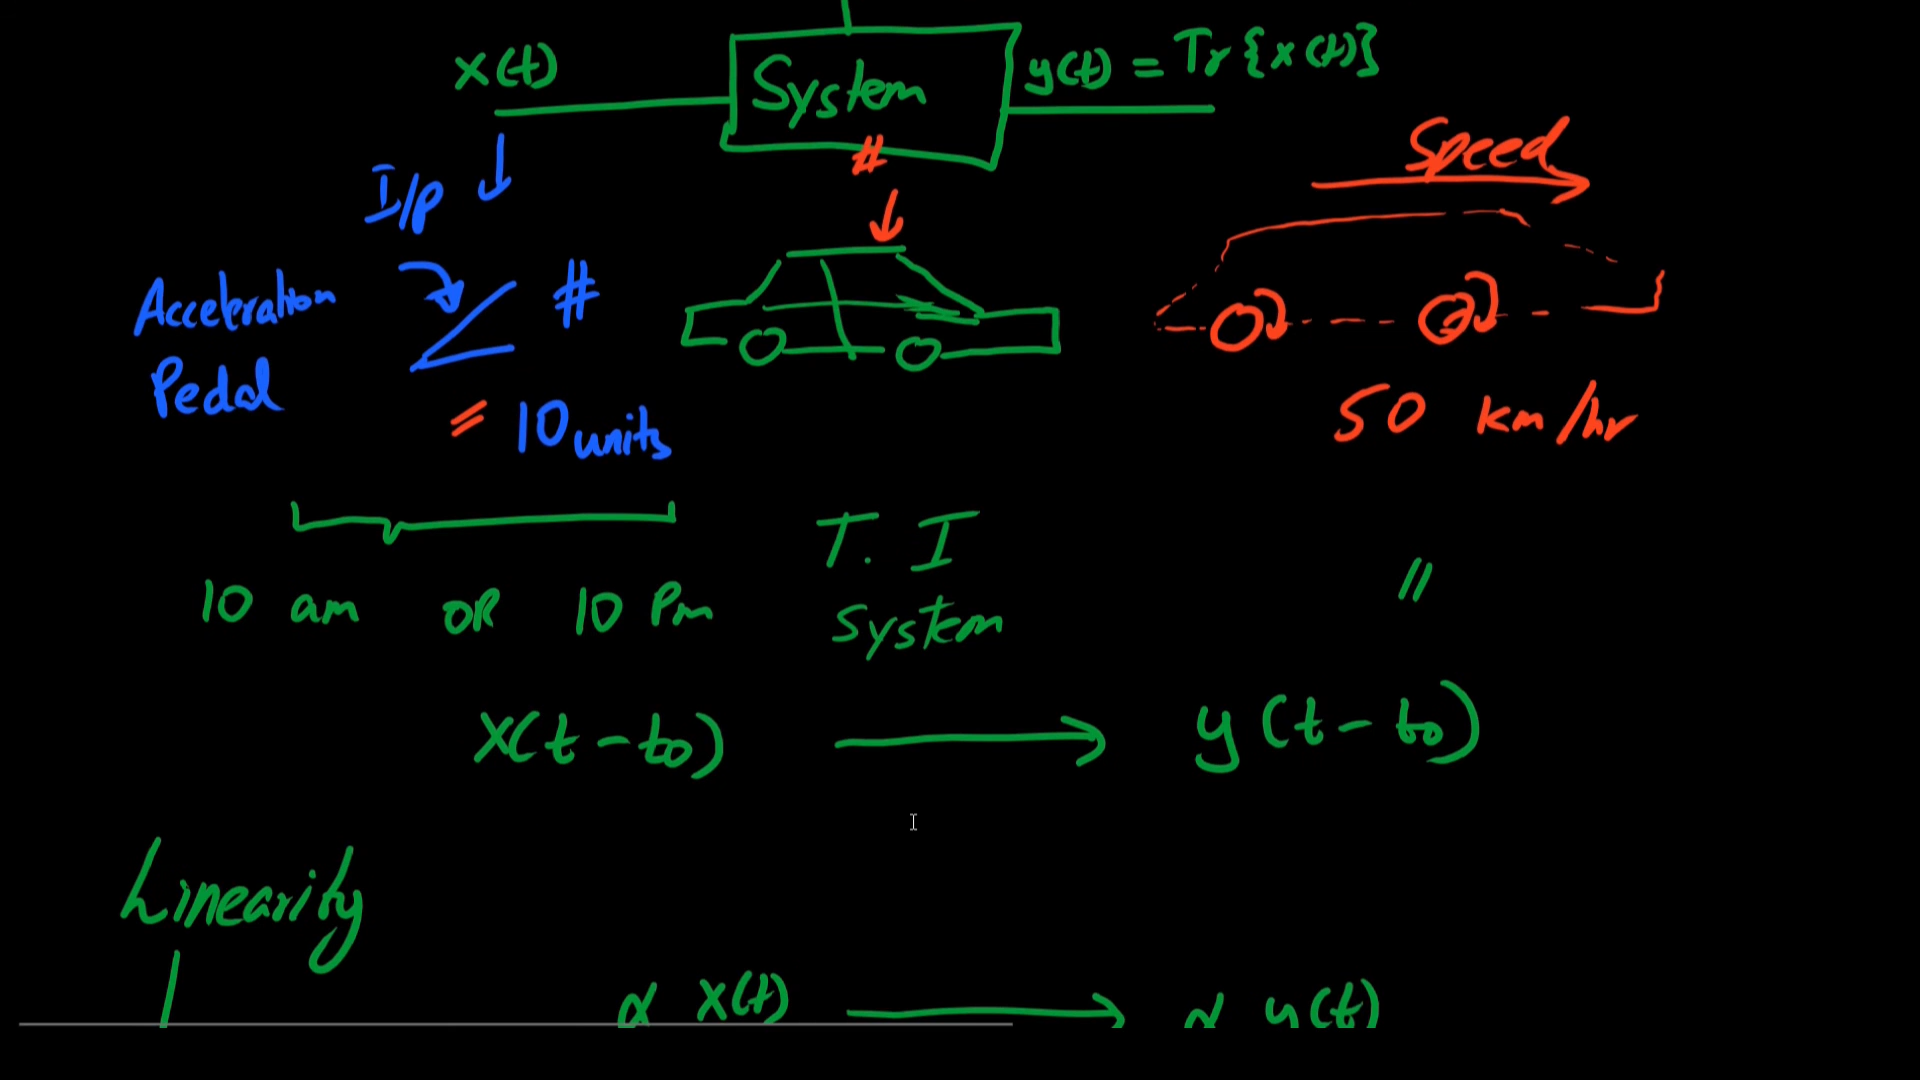 x(t) System y(t) = Tr{x(t)}
#
Speed
I/p
Acceleration #
Pedal
= 10 units
50 km/hr
10 am OR 10 Pm
T. I
System
"
x(t-to) → y(t-to)
Linearity
α x(t) → α y(t)